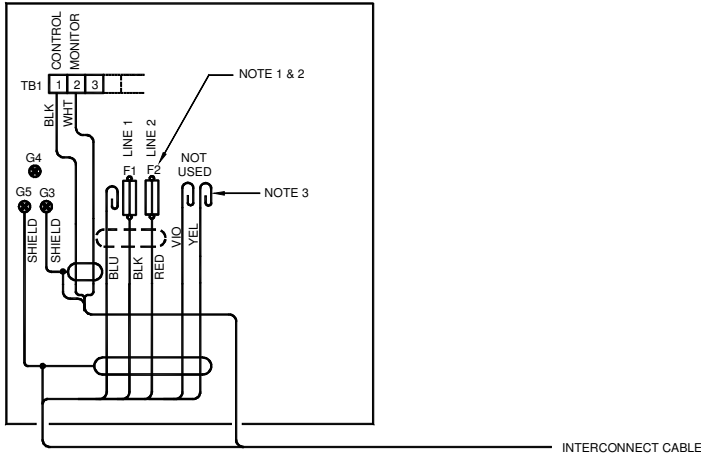 CONTROL
MONITOR
TB1 1 2 3
BLK
WHT
NOTE 1 & 2
LINE 1
LINE 2
F1
F2
NOT
USED
NOTE 3
G4
G5
G3
SHIELD
SHIELD
BLU
BLK
RED
VIO
YEL
INTERCONNECT CABLE